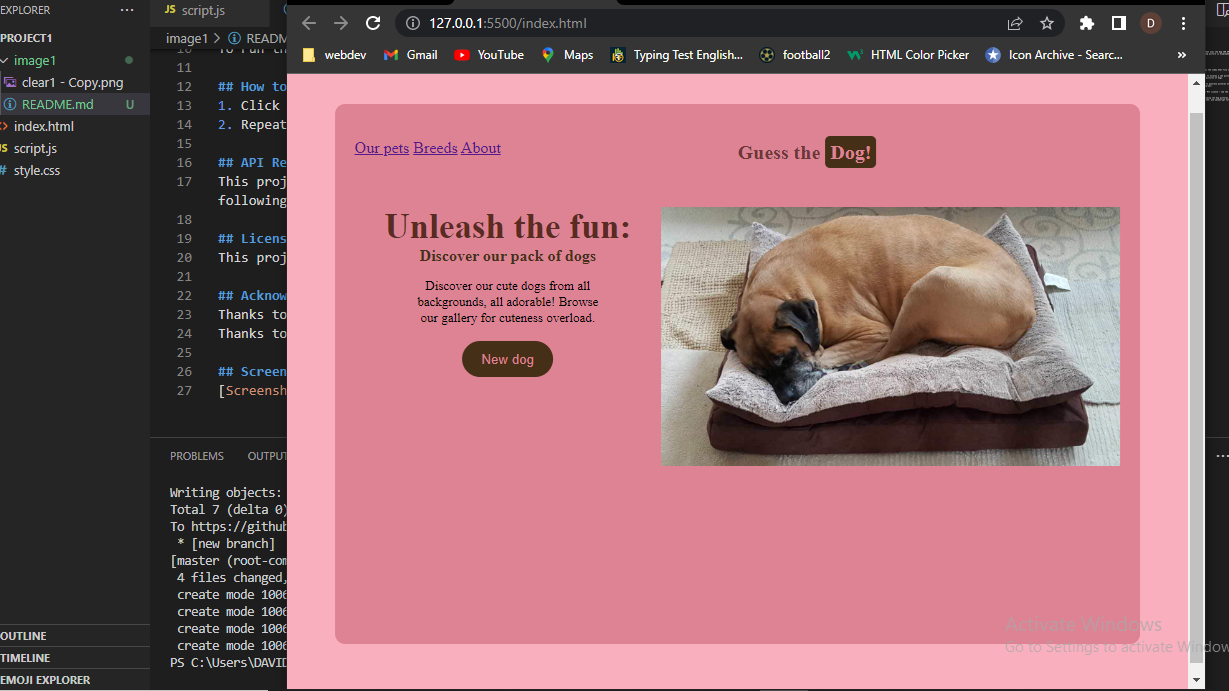 EXPLORER
PROJECT1
image1
clear1 - Copy.png
README.md U
index.html
script.js
style.css
OUTLINE
TIMELINE
EMOJI EXPLORER
JS script.js
image1 > READM
11
12 ## How to
13 1. Click
14 2. Repeat
15
16 ## API Re
17 This proj
following
18
19 ## Licens
20 This proj
21
22 ## Acknow
23 Thanks to
24 Thanks to
25
26 ## Screen
27 [Screensh
PROBLEMS OUTPU
Writing objects:
Total 7 (delta 0)
To https://github
* [new branch]
[master (root-com
4 files changed,
create mode 1006
create mode 1006
create mode 1006
create mode 1006
PS C:\Users\DAVID
127.0.0.1:5500/index.html
D
webdev Gmail YouTube Maps Typing Test English... football2 HTML Color Picker Icon Archive - Searc... »
Our pets Breeds About
Guess the Dog!
Unleash the fun:
Discover our pack of dogs
Discover our cute dogs from all
backgrounds, all adorable! Browse
our gallery for cuteness overload.
New dog
Activate Windows
Go to Settings to activate Window